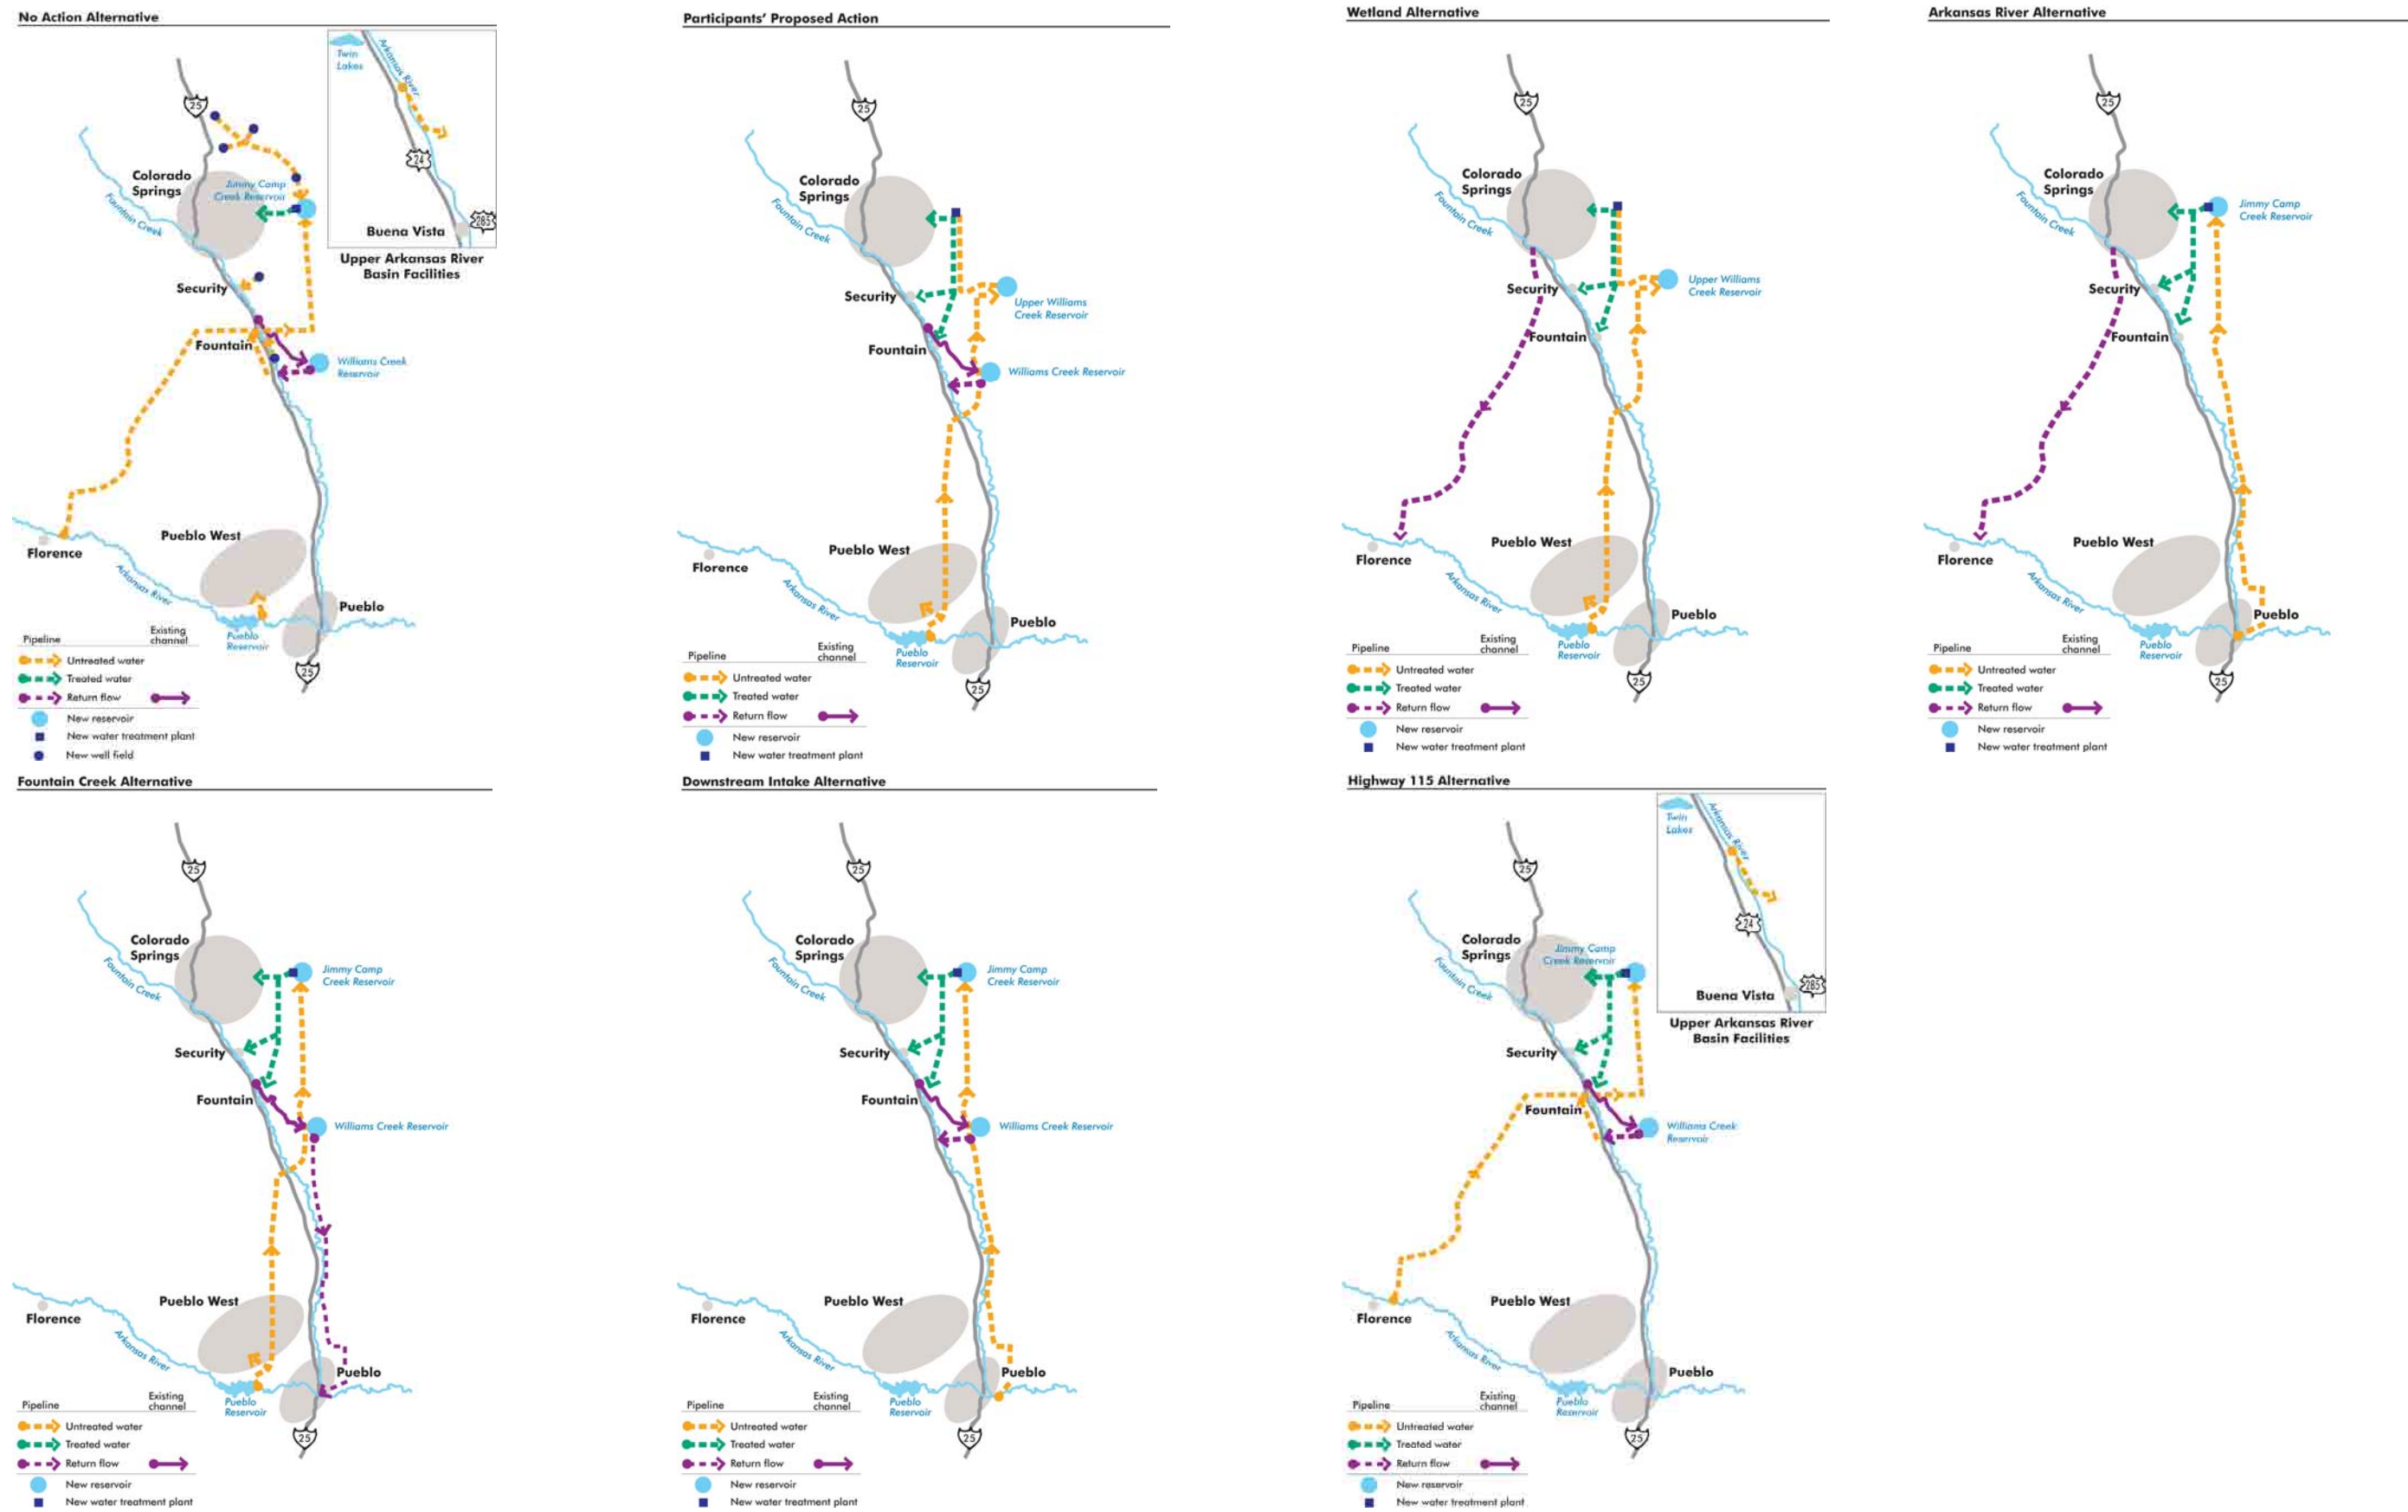 No Action Alternative
Twin
Lakes
Arkansas River
25
24
Colorado
Springs
Jimmy Camp
Creek Reservoir
Fountain Creek
285
Buena Vista
Upper Arkansas River
Basin Facilities
Security
Fountain
Williams Creek
Reservoir
Pueblo West
Florence
Arkansas River
Pueblo
Pueblo
Reservoir
25
Pipeline
Existing
channel
Untreated water
Treated water
Return flow
New reservoir
New water treatment plant
New well field
Participants' Proposed Action
25
Colorado
Springs
Fountain Creek
Security
Upper Williams
Creek Reservoir
Fountain
Williams Creek Reservoir
Pueblo West
Florence
Arkansas River
Pueblo
Pueblo
Reservoir
25
Pipeline
Existing
channel
Untreated water
Treated water
Return flow
New reservoir
New water treatment plant
Wetland Alternative
25
Colorado
Springs
Fountain Creek
Security
Upper Williams
Creek Reservoir
Fountain
Pueblo West
Florence
Arkansas River
Pueblo
Pueblo
Reservoir
25
Pipeline
Existing
channel
Untreated water
Treated water
Return flow
New reservoir
New water treatment plant
Arkansas River Alternative
25
Colorado
Springs
Jimmy Camp
Creek Reservoir
Fountain Creek
Security
Fountain
Pueblo West
Florence
Arkansas River
Pueblo
Pueblo
Reservoir
25
Pipeline
Existing
channel
Untreated water
Treated water
Return flow
New reservoir
New water treatment plant
Fountain Creek Alternative
25
Colorado
Springs
Jimmy Camp
Creek Reservoir
Fountain Creek
Security
Fountain
Williams Creek Reservoir
Pueblo West
Florence
Arkansas River
Pueblo
Pueblo
Reservoir
25
Pipeline
Existing
channel
Untreated water
Treated water
Return flow
New reservoir
New water treatment plant
Downstream Intake Alternative
25
Colorado
Springs
Jimmy Camp
Creek Reservoir
Fountain Creek
Security
Fountain
Williams Creek Reservoir
Pueblo West
Florence
Arkansas River
Pueblo
Pueblo
Reservoir
25
Pipeline
Existing
channel
Untreated water
Treated water
Return flow
New reservoir
New water treatment plant
Highway 115 Alternative
Twin
Lakes
Arkansas River
25
24
Colorado
Springs
Jimmy Camp
Creek Reservoir
Fountain Creek
285
Buena Vista
Upper Arkansas River
Basin Facilities
Security
Fountain
Williams Creek
Reservoir
Pueblo West
Florence
Arkansas River
Pueblo
Pueblo
Reservoir
25
Pipeline
Existing
channel
Untreated water
Treated water
Return flow
New reservoir
New water treatment plant